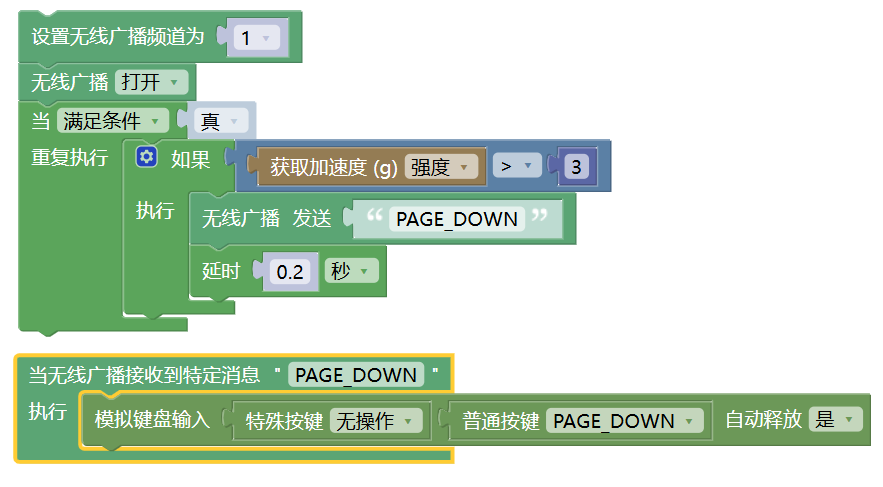 设置无线广播频道为 1
无线广播 打开
当 满足条件 真
重复执行 如果 获取加速度 (g) 强度 > 3
执行 无线广播 发送 “ PAGE_DOWN ”
延时 0.2 秒
当无线广播接收到特定消息 " PAGE_DOWN "
执行 模拟键盘输入 特殊按键 无操作 普通按键 PAGE_DOWN 自动释放 是